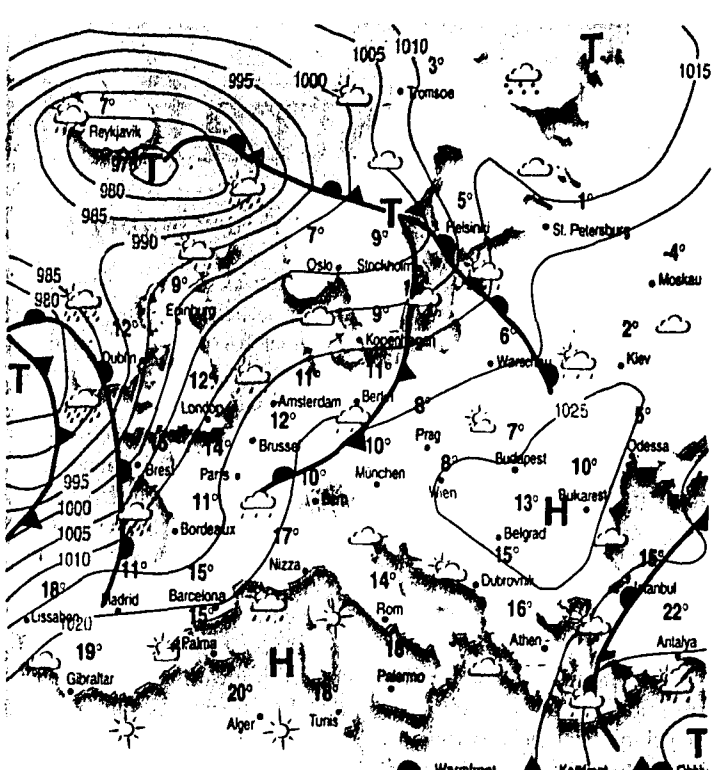 1010
1005
3°
T
1015
995
1000
Tromsoe
7°
Reykjavik
T
980
985
T
5°
1°
Helsinki
St. Petersburg
990
7°
9°
Oslo
Stockholm
-4°
Moskau
985
980
9°
Edinburg
9°
12°
Kopenhagen
6°
2°
Dublin
Warschau
Kiev
T
12°
11°
11°
London
Amsterdam
Berlin
8°
1025
12°
7°
5°
14°
Brussel
10°
Prag
Odessa
Brest
Paris
10°
München
8°
Wien
Budapest
10°
995
11°
Bern
13°
H
Bukarest
1000
Bordeaux
1005
17°
Belgrad
1010
15°
15°
11°
Nizza
18°
15°
14°
Dubrovnik
Istanbul
Madrid
Barcelona
Lissabon
1020
15°
Rom
16°
22°
Palma
Athen
Antalya
19°
H
18°
Gibraltar
Palermo
20°
18°
Alger
Tunis
T
Warmfront
Kaltfront